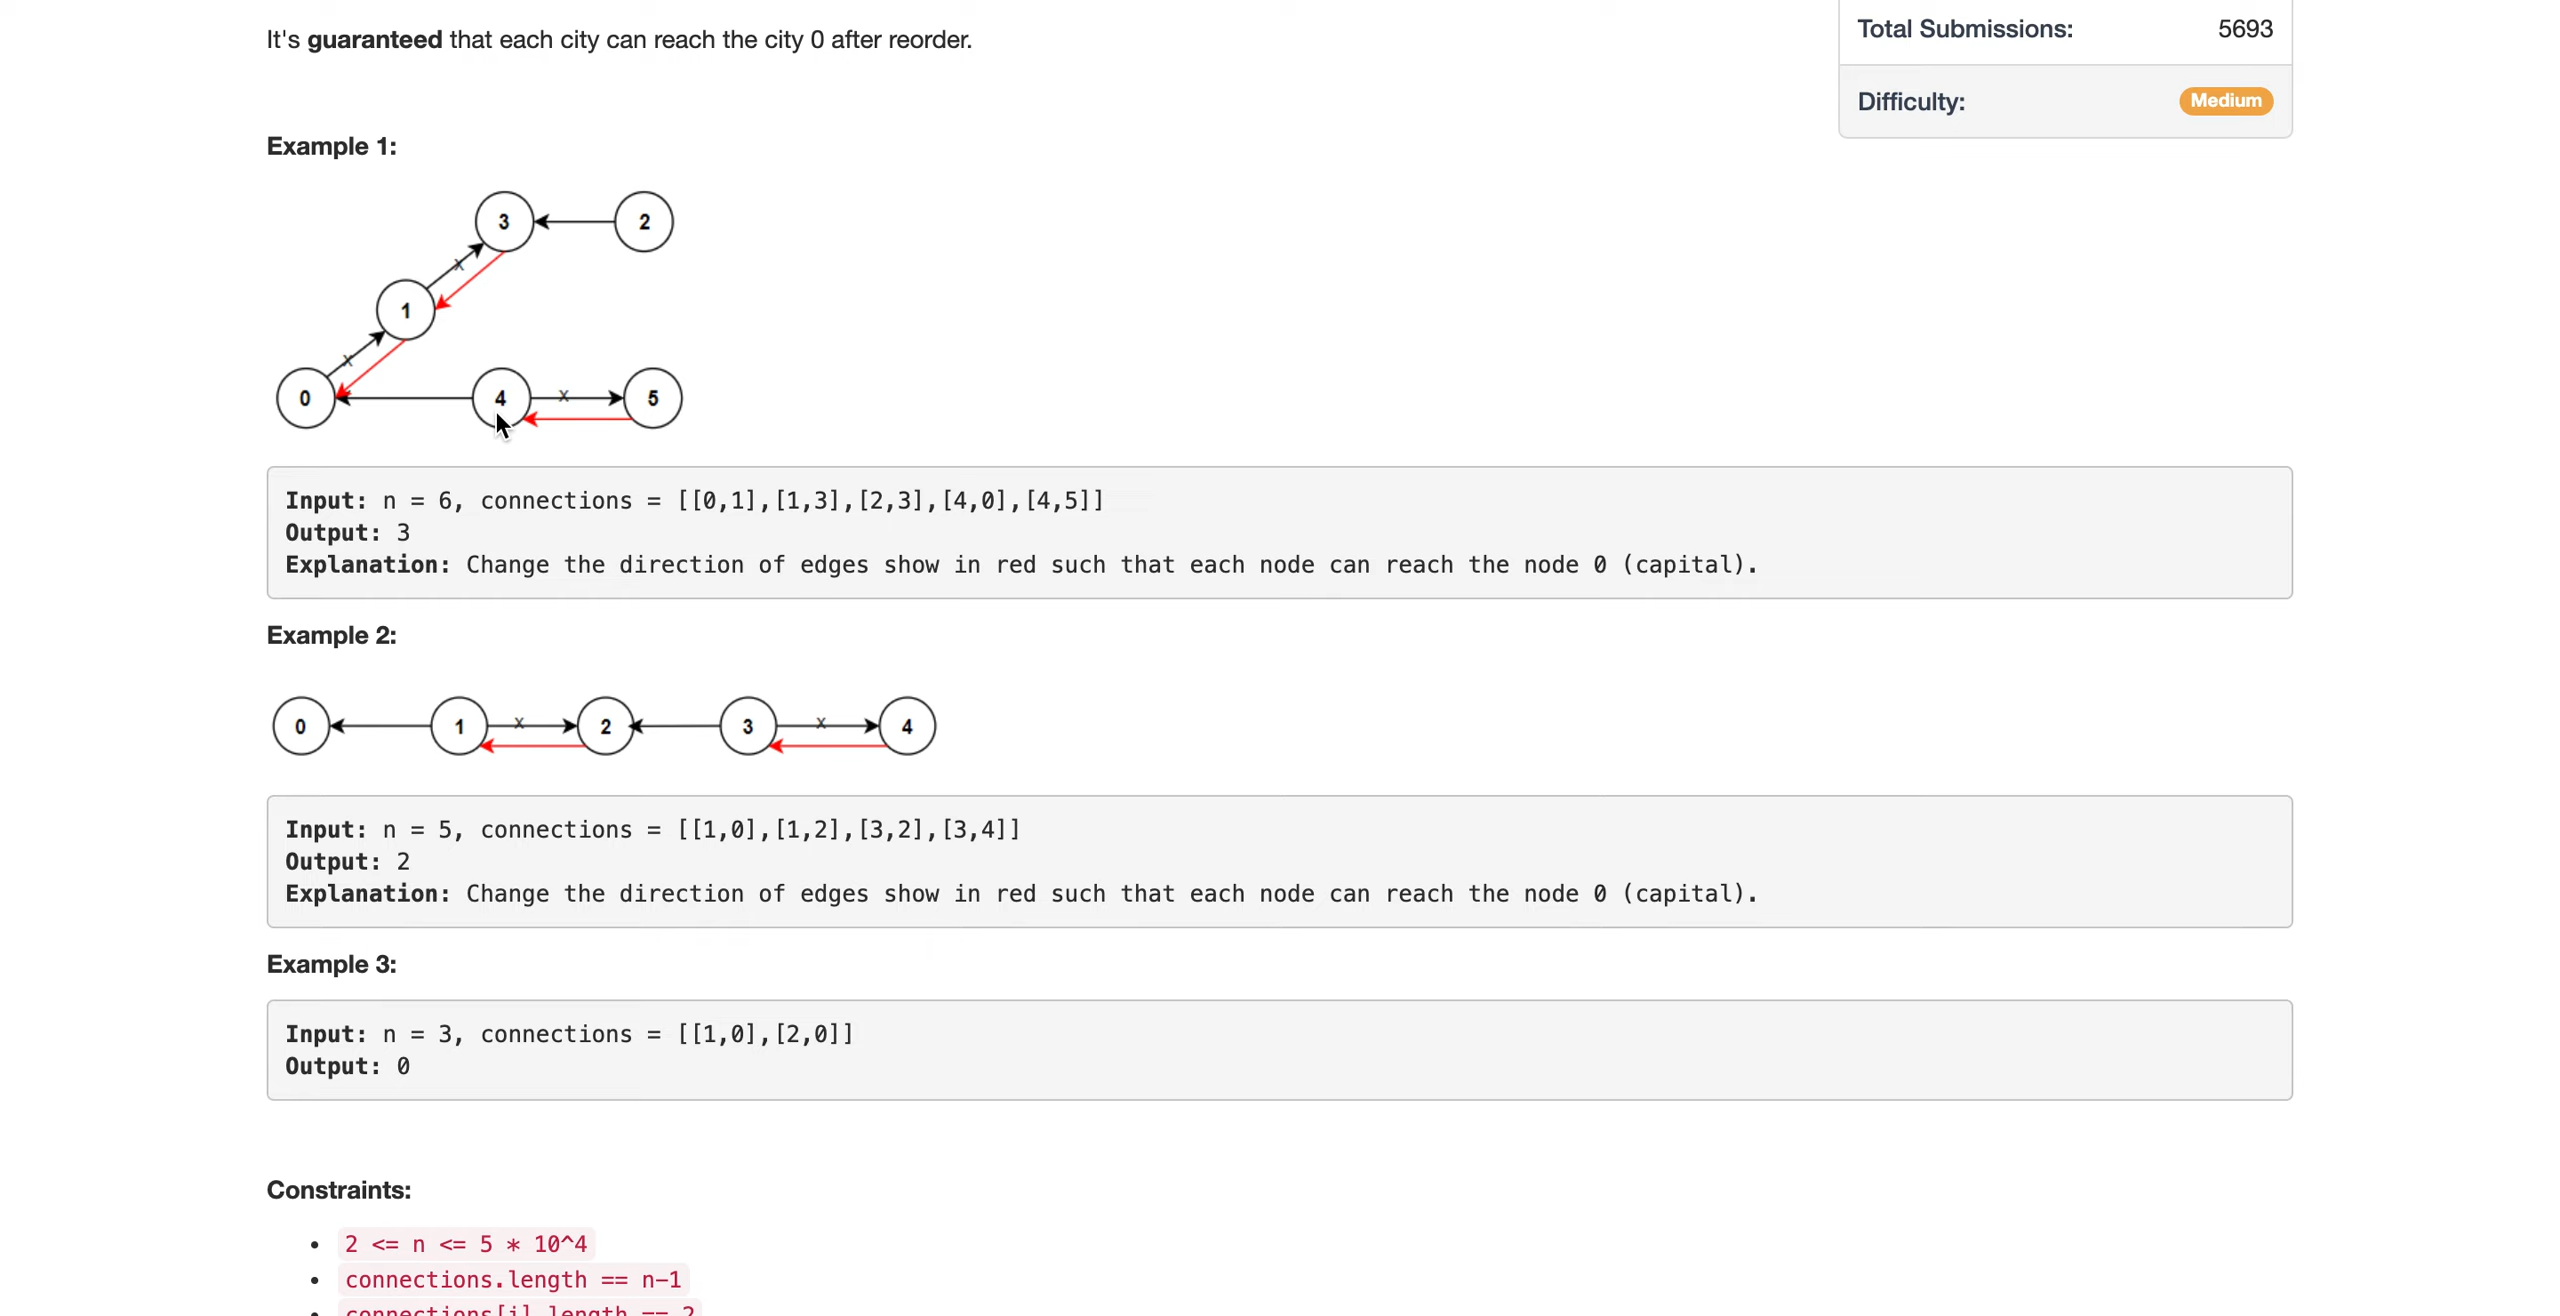 It's guaranteed that each city can reach the city 0 after reorder.
Total Submissions: 5693
Difficulty: Medium
Example 1:
3 2
x
1
x
0 4 x 5
Input: n = 6, connections = [[0,1],[1,3],[2,3],[4,0],[4,5]]
Output: 3
Explanation: Change the direction of edges show in red such that each node can reach the node 0 (capital).
Example 2:
0 1 x 2 3 x 4
Input: n = 5, connections = [[1,0],[1,2],[3,2],[3,4]]
Output: 2
Explanation: Change the direction of edges show in red such that each node can reach the node 0 (capital).
Example 3:
Input: n = 3, connections = [[1,0],[2,0]]
Output: 0
Constraints:
• 2 <= n <= 5 * 10^4
• connections.length == n-1
• connections[i].length == 2